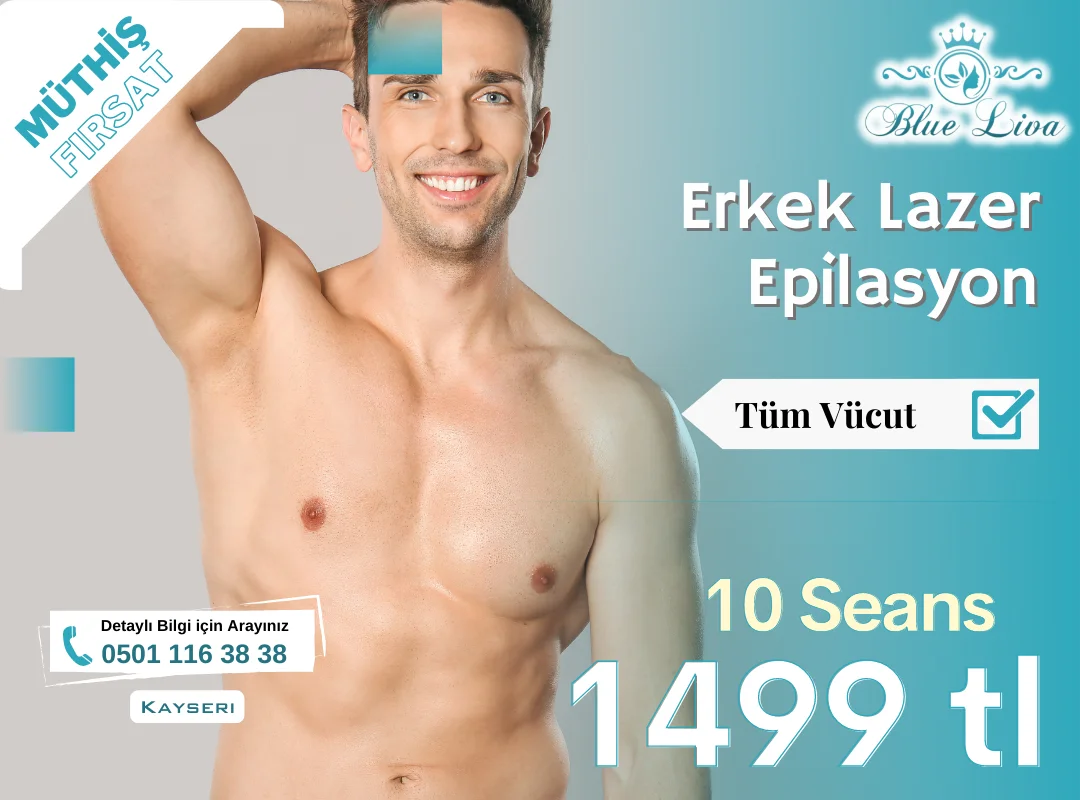 MÜTHİŞ
FIRSAT
Blue Liva
Erkek Lazer
Epilasyon
Tüm Vücut
10 Seans
1499 tl
Detaylı Bilgi için Arayınız
0501 116 38 38
KAYSERI